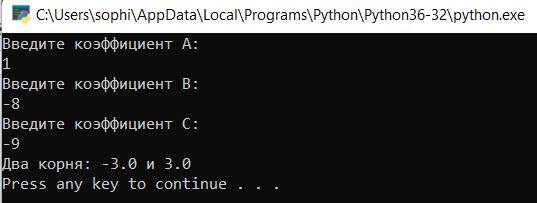 C:\Users\sophi\AppData\Local\Programs\Python\Python36-32\python.exe
Введите коэффициент A:
1
Введите коэффициент B:
-8
Введите коэффициент C:
-9
Два корня: -3.0 и 3.0
Press any key to continue . . .